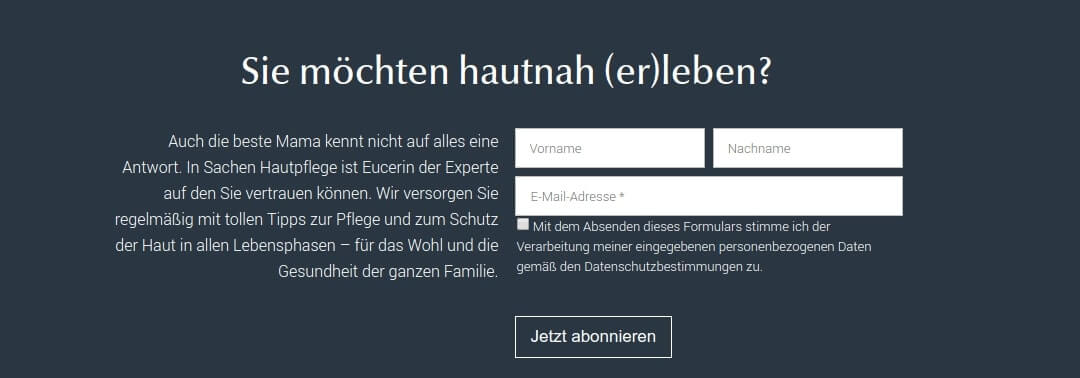 Sie möchten hautnah (er)leben?
Auch die beste Mama kennt nicht auf alles eine
Antwort. In Sachen Hautpflege ist Eucerin der Experte
auf den Sie vertrauen können. Wir versorgen Sie
regelmäßig mit tollen Tipps zur Pflege und zum Schutz
der Haut in allen Lebensphasen – für das Wohl und die
Gesundheit der ganzen Familie.
Vorname
Nachname
E-Mail-Adresse *
Mit dem Absenden dieses Formulars stimme ich der
Verarbeitung meiner eingegebenen personenbezogenen Daten
gemäß den Datenschutzbestimmungen zu.
Jetzt abonnieren